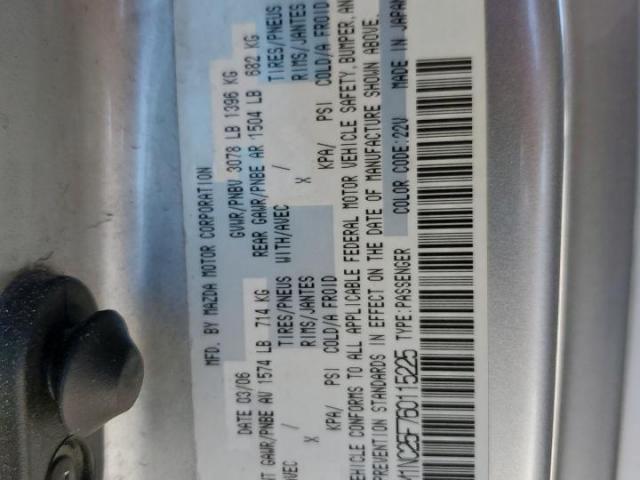 MFD. BY MAZDA MOTOR CORPORATION
DATE 03/06 GVWR/PNBV 3078 LB 1396 KG
GAWR/PNBE AV 1574 LB 714 KG REAR GAWR/PNBE AR 1504 LB 682 KG
AVEC / TIRES/PNEUS WITH/AVEC / TIRES/PNEUS
X RIMS/JANTES X RIMS/JANTES
KPA/ PSI COLD/A FROID KPA/ PSI COLD/A FROID
VEHICLE CONFORMS TO ALL APPLICABLE FEDERAL MOTOR VEHICLE SAFETY, BUMPER, AN
PREVENTION STANDARDS IN EFFECT ON THE DATE OF MANUFACTURE SHOWN ABOVE.
1NC25F760115225 TYPE: PASSENGER COLOR CODE: 22V MADE IN JAPAN